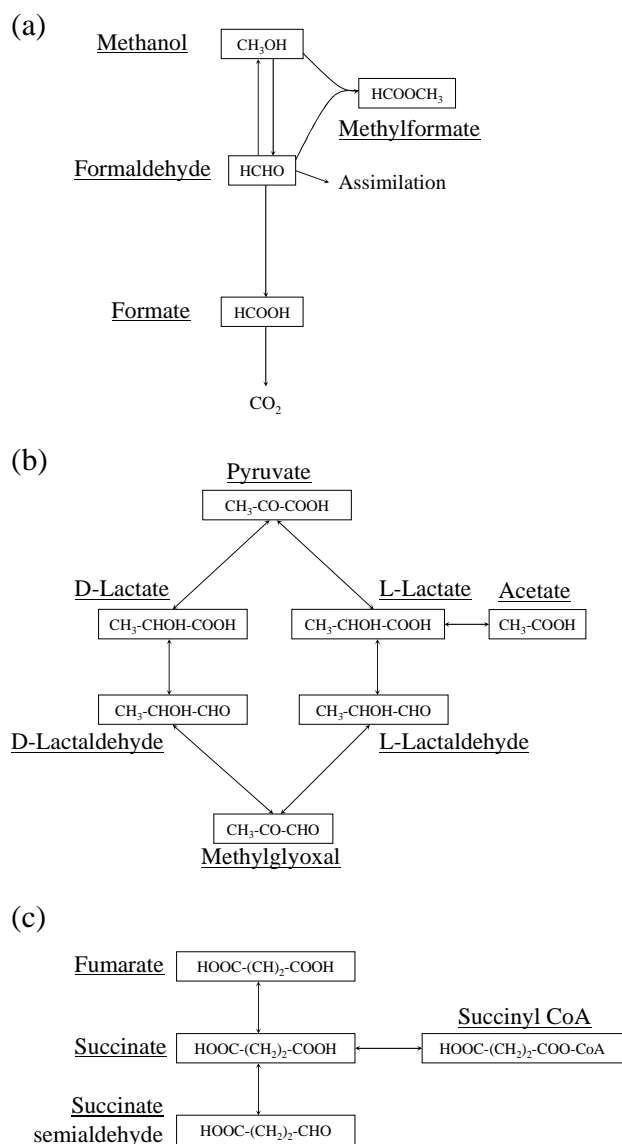 (a)
Methanol
CH₃OH
HCOOCH₃
Methylformate
Formaldehyde
HCHO
Assimilation
Formate
HCOOH
CO₂
(b)
Pyruvate
CH₃-CO-COOH
D-Lactate
L-Lactate
Acetate
CH₃-CHOH-COOH
CH₃-CHOH-COOH
CH₃-COOH
CH₃-CHOH-CHO
CH₃-CHOH-CHO
D-Lactaldehyde
L-Lactaldehyde
CH₃-CO-CHO
Methylglyoxal
(c)
Fumarate
HOOC-(CH)₂-COOH
Succinyl CoA
Succinate
HOOC-(CH₂)₂-COOH
HOOC-(CH₂)₂-COO-CoA
Succinate
semialdehyde
HOOC-(CH₂)₂-CHO